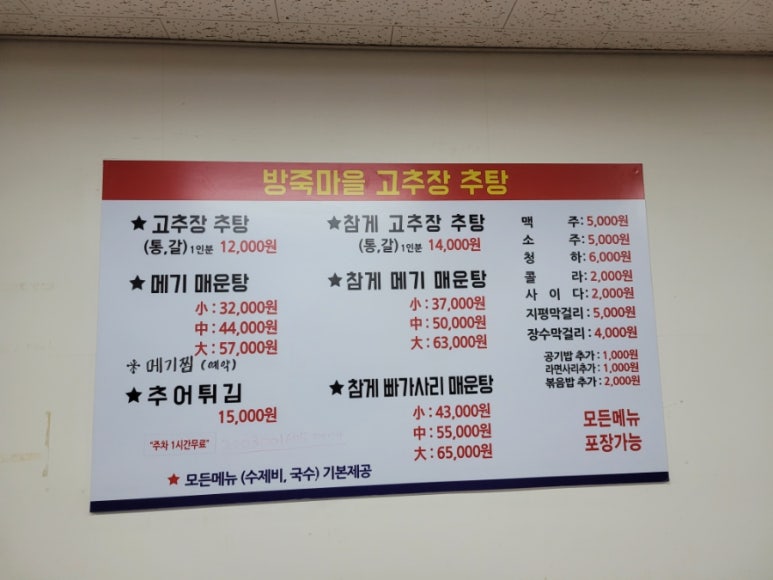 방죽마을 고추장 추탕
★ 고추장 추탕
(통,갈) 1인분 12,000원
★ 메기 매운탕
小 : 32,000원
中 : 44,000원
大 : 57,000원
※ 메기찜 (예약)
★ 추어튀김
15,000원
"주차 1시간무료"
★ 참게 고추장 추탕
(통,갈) 1인분 14,000원
★ 참게 메기 매운탕
小 : 37,000원
中 : 50,000원
大 : 63,000원
★ 참게 빠가사리 매운탕
小 : 43,000원
中 : 55,000원
大 : 65,000원
맥 주 : 5,000원
소 주 : 5,000원
청 하 : 6,000원
콜 라 : 2,000원
사 이 다 : 2,000원
지평막걸리 : 5,000원
장수막걸리 : 4,000원
공기밥 추가 : 1,000원
라면사리추가 : 1,000원
볶음밥 추가 : 2,000원
모든메뉴
포장가능
★ 모든메뉴 (수제비, 국수) 기본제공